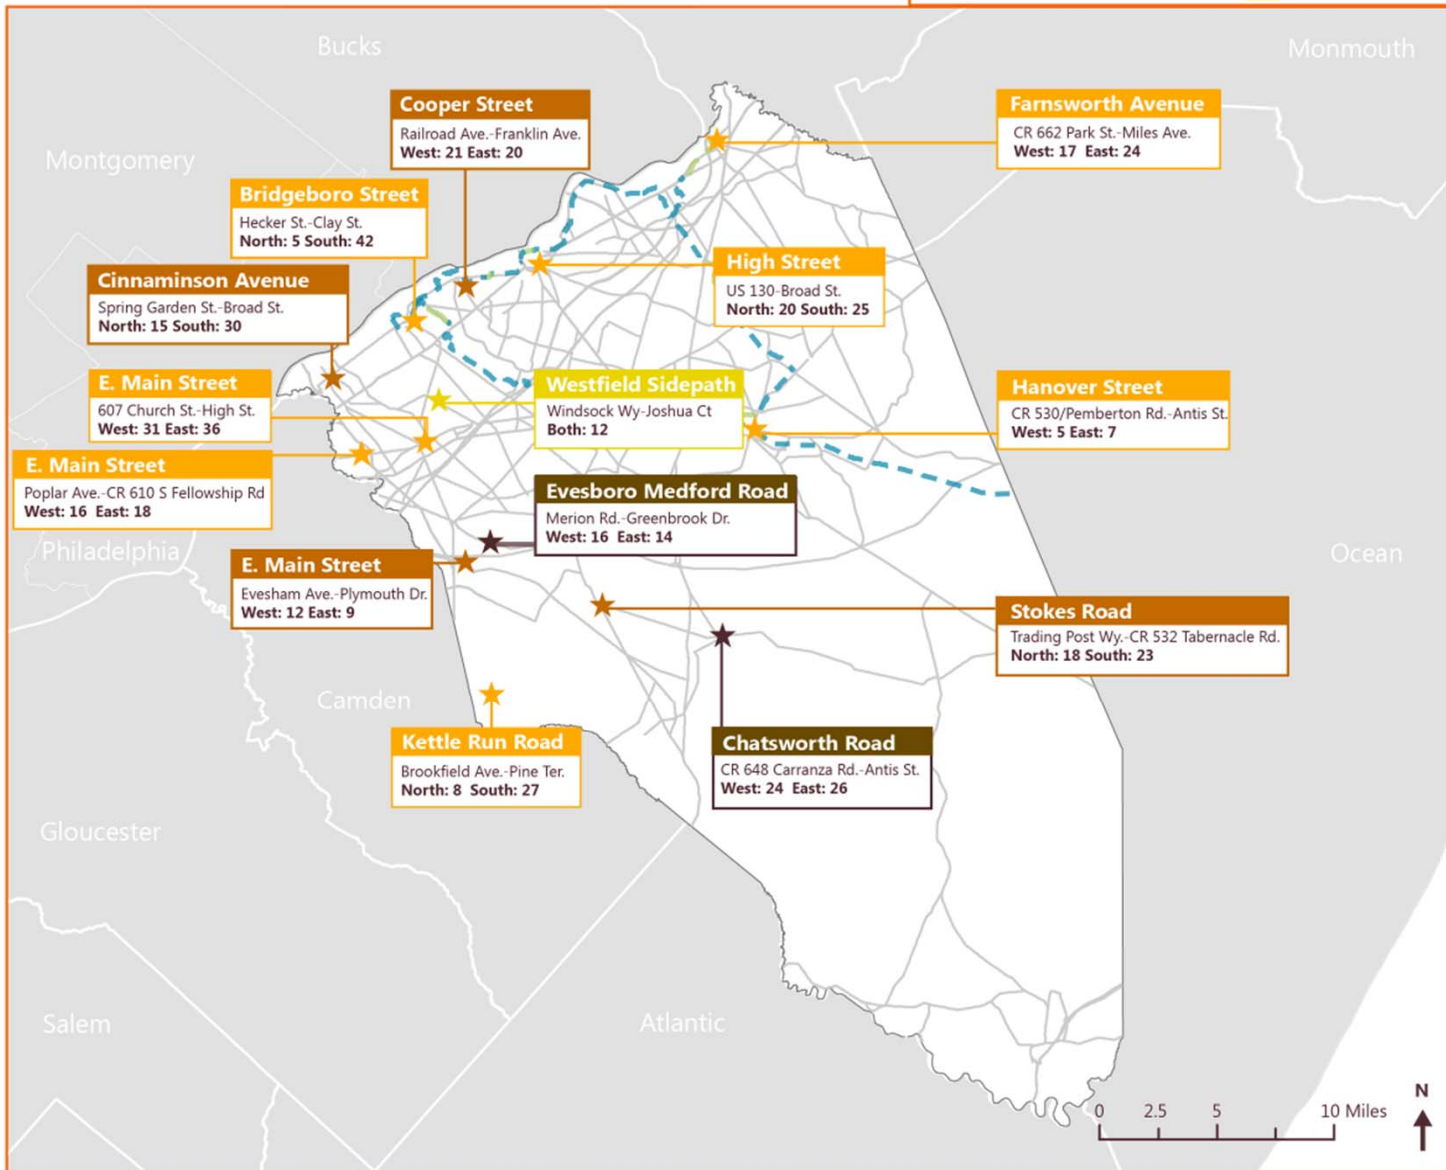 Bucks
Monmouth
Cooper Street
Railroad Ave.-Franklin Ave.
West: 21 East: 20
Farnsworth Avenue
CR 662 Park St.-Miles Ave.
West: 17 East: 24
Montgomery
Bridgeboro Street
Hecker St.-Clay St.
North: 5 South: 42
Cinnaminson Avenue
Spring Garden St.-Broad St.
North: 15 South: 30
High Street
US 130-Broad St.
North: 20 South: 25
E. Main Street
607 Church St.-High St.
West: 31 East: 36
Westfield Sidepath
Windsock Wy-Joshua Ct
Both: 12
Hanover Street
CR 530/Pemberton Rd.-Antis St.
West: 5 East: 7
E. Main Street
Poplar Ave.-CR 610 S Fellowship Rd
West: 16 East: 18
Evesboro Medford Road
Merion Rd.-Greenbrook Dr.
West: 16 East: 14
Philadelphia
Ocean
E. Main Street
Evesham Ave.-Plymouth Dr.
West: 12 East: 9
Stokes Road
Trading Post Wy.-CR 532 Tabernacle Rd.
North: 18 South: 23
Camden
Kettle Run Road
Brookfield Ave.-Pine Ter.
North: 8 South: 27
Chatsworth Road
CR 648 Carranza Rd.-Antis St.
West: 24 East: 26
Gloucester
Salem
Atlantic
N
0 2.5 5 10 Miles